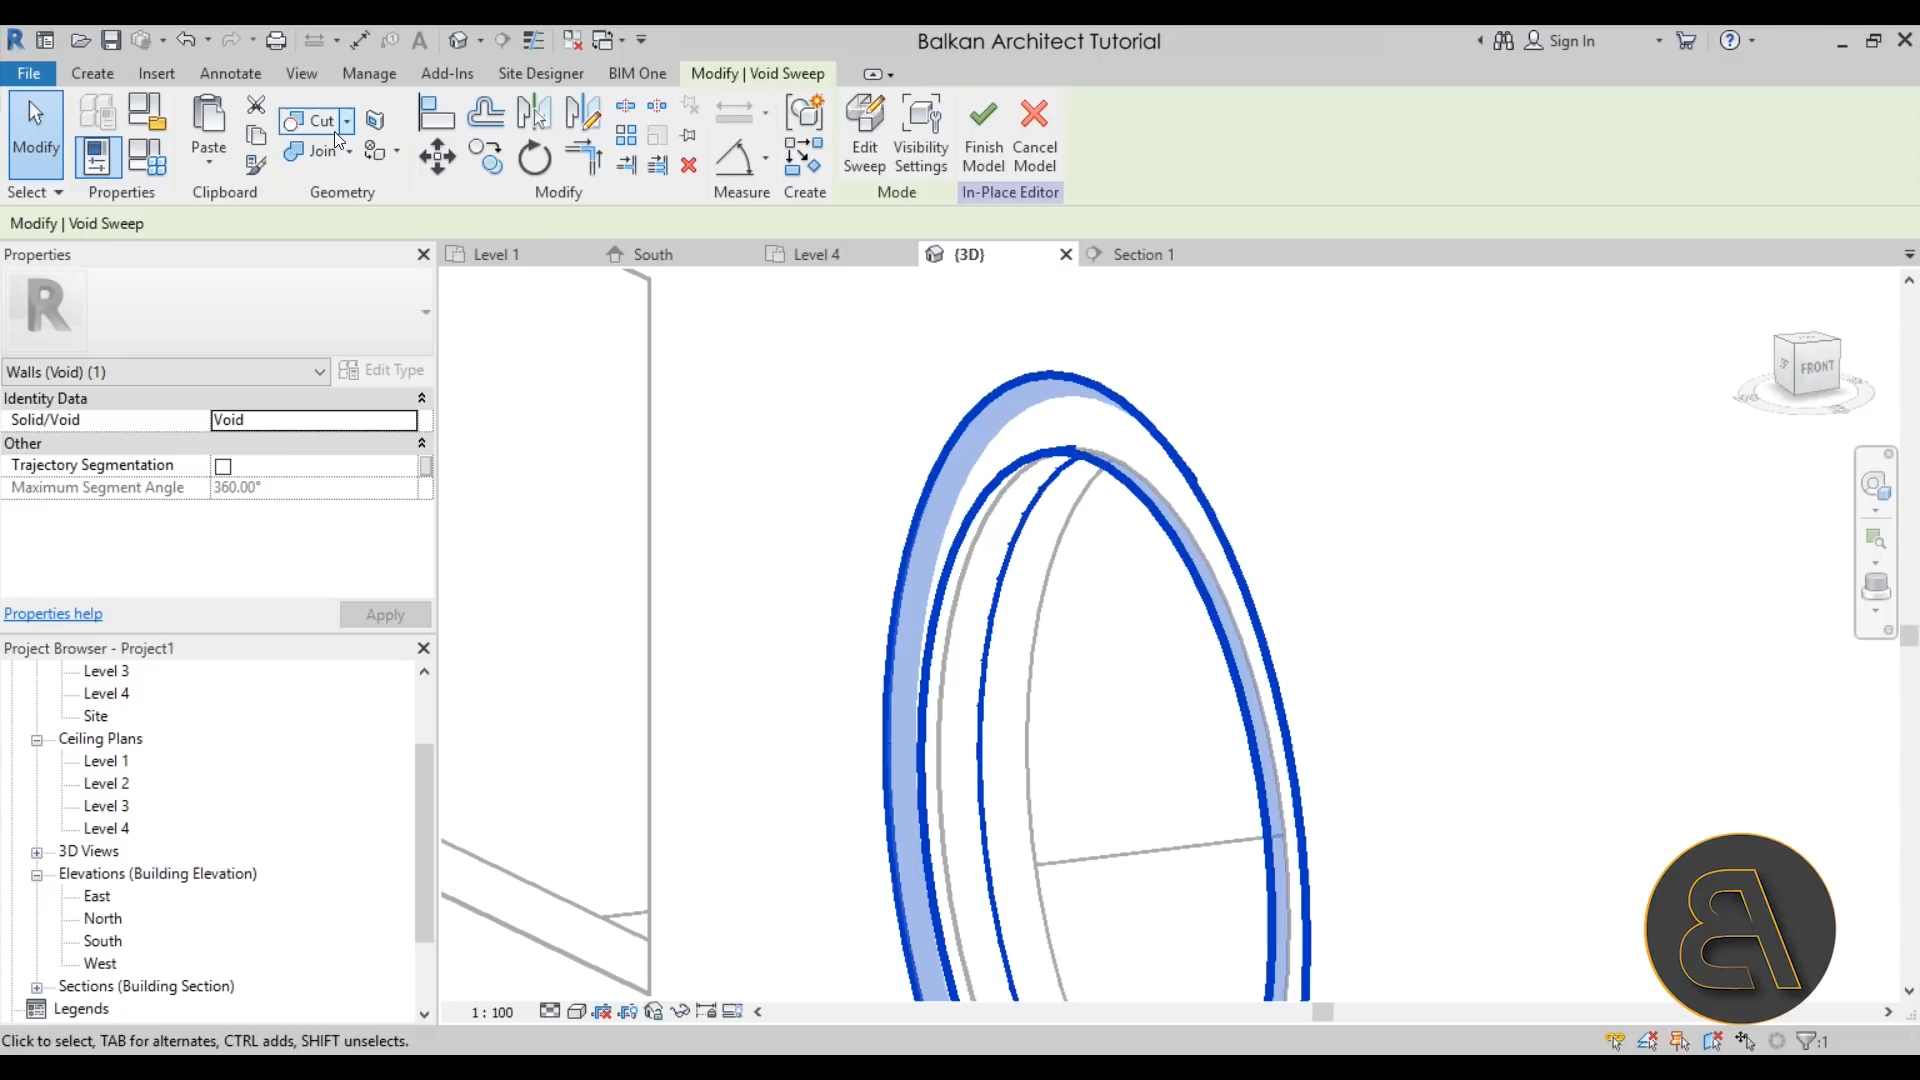 Balkan Architect Tutorial
Sign In
File Create Insert Annotate View Manage Add-Ins Site Designer BIM One Modify | Void Sweep
Modify
Paste
Cut
Join
Edit Sweep
Visibility Settings
Finish Model
Cancel Model
Select Properties Clipboard Geometry Modify Measure Create Mode In-Place Editor
Modify | Void Sweep
Properties
Level 1
South
Level 4
{3D}
Section 1
R
FRONT
Walls (Void) (1)
Edit Type
Identity Data
Solid/Void Void
Other
Trajectory Segmentation
Maximum Segment Angle 360.00°
Properties help
Apply
Project Browser - Project1
Level 3
Level 4
Site
Ceiling Plans
Level 1
Level 2
Level 3
Level 4
3D Views
Elevations (Building Elevation)
East
North
South
West
Sections (Building Section)
Legends
1 : 100
Click to select, TAB for alternates, CTRL adds, SHIFT unselects.
:1